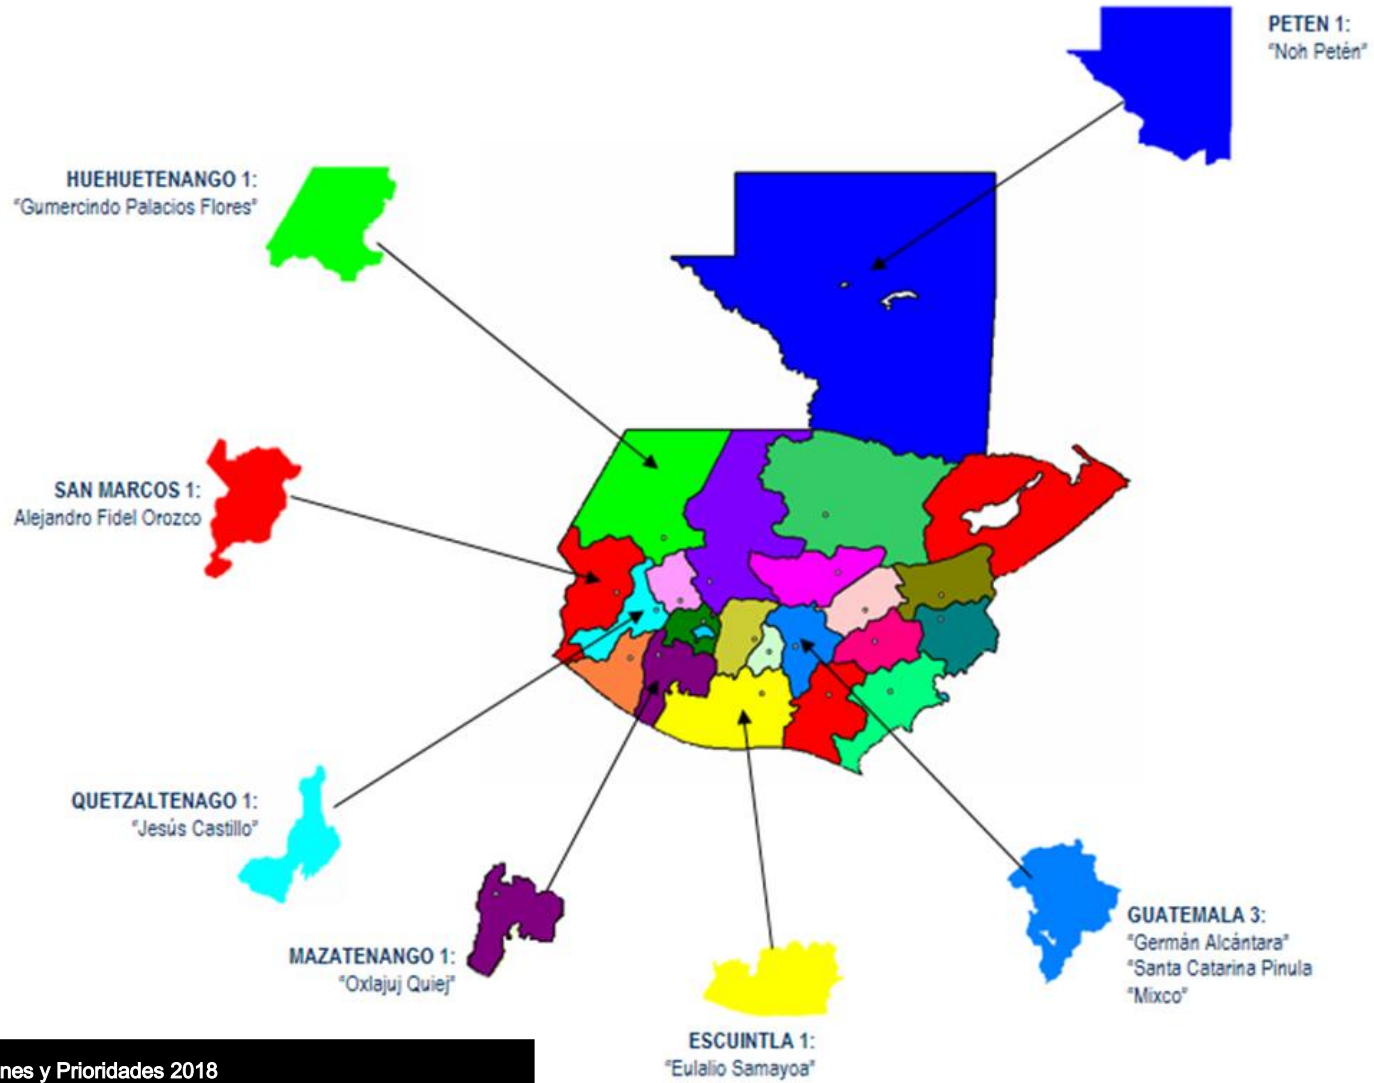 PETEN 1:
"Noh Petén"
HUEHUETENANGO 1:
"Gumercindo Palacios Flores"
SAN MARCOS 1:
Alejandro Fidel Orozco
QUETZALTENAGO 1:
"Jesús Castillo"
MAZATENANGO 1:
"Oxlajuj Quiej"
ESCUINTLA 1:
"Eulalio Samayoa"
GUATEMALA 3:
"Germán Alcántara"
"Santa Catarina Pinula
"Mixco"
nes y Prioridades 2018